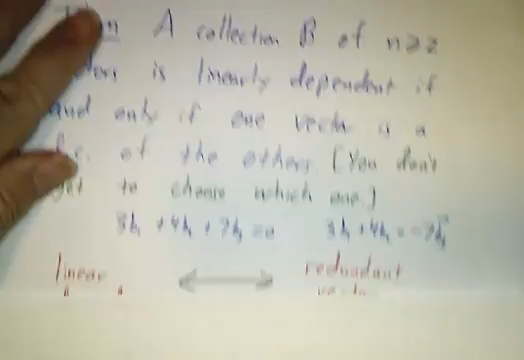 A collection B of n≥2
is linearly dependent if
and only if one vector is a
of the others. (You don't
to choose which one.)
3b₁ + 4b₂ + 7b₃ = 0 3b₁ + 4b₂ = -7b₃
linear redundant